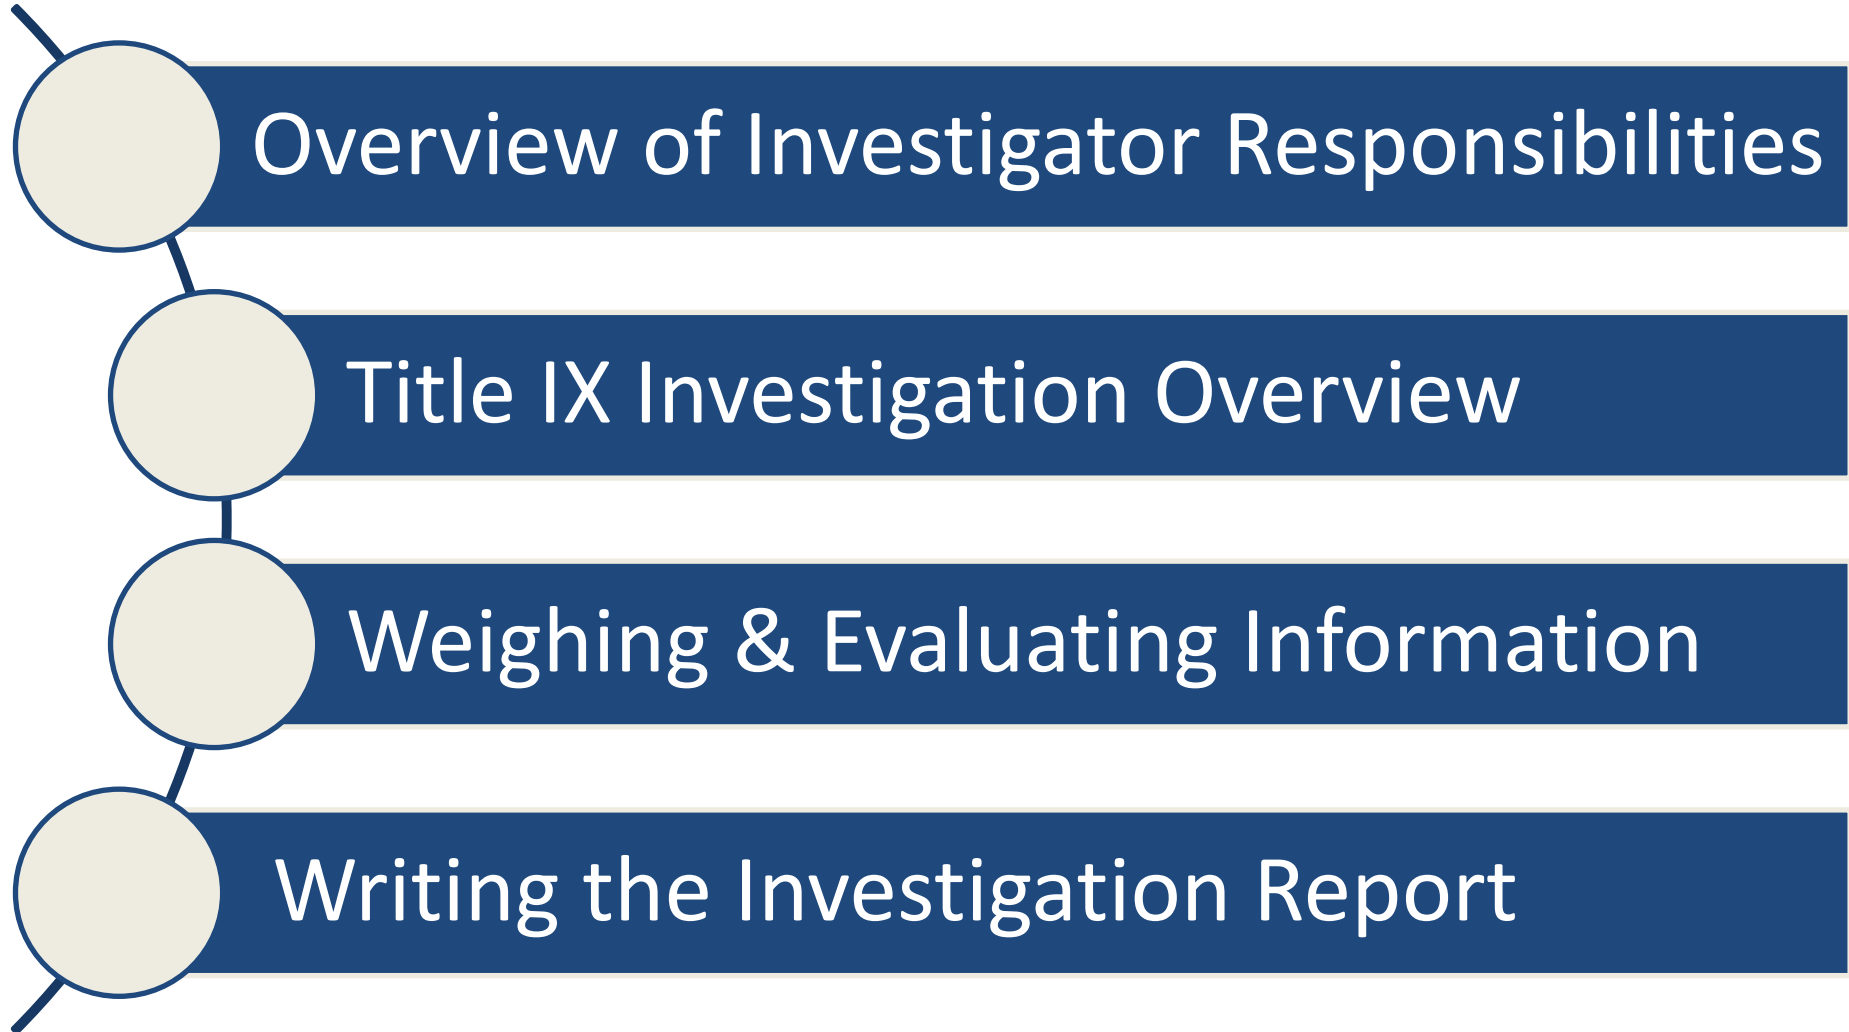 Overview of Investigator Responsibilities
Title IX Investigation Overview
Weighing & Evaluating Information
Writing the Investigation Report